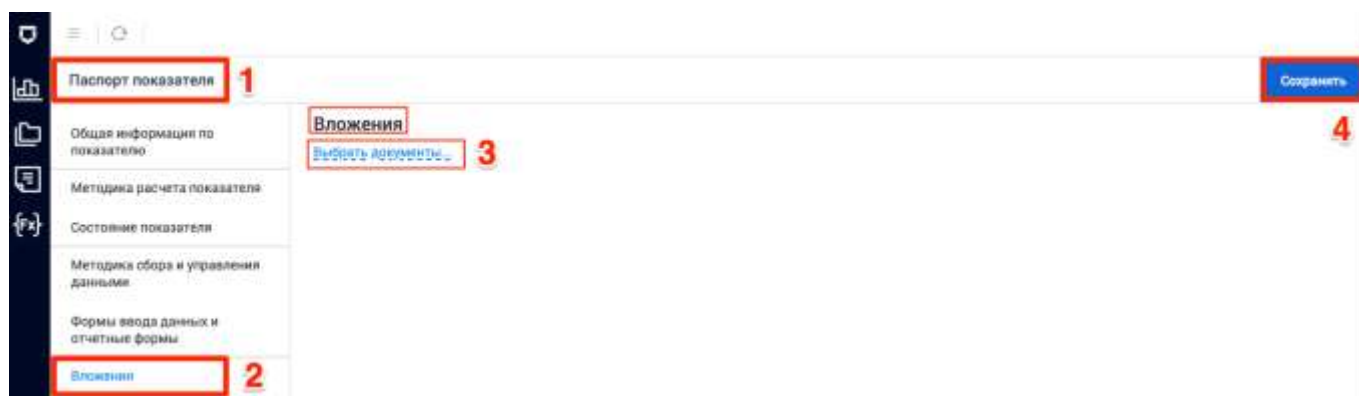 Паспорт показателя 1
Сохранить
4
Общая информация по
показателю
Методика расчета показателя
Состояние показателя
Методика сбора и управления
данными
Формы ввода данных и
отчетные формы
Вложения 2
Вложения
Выбрать документы... 3
{Fx}